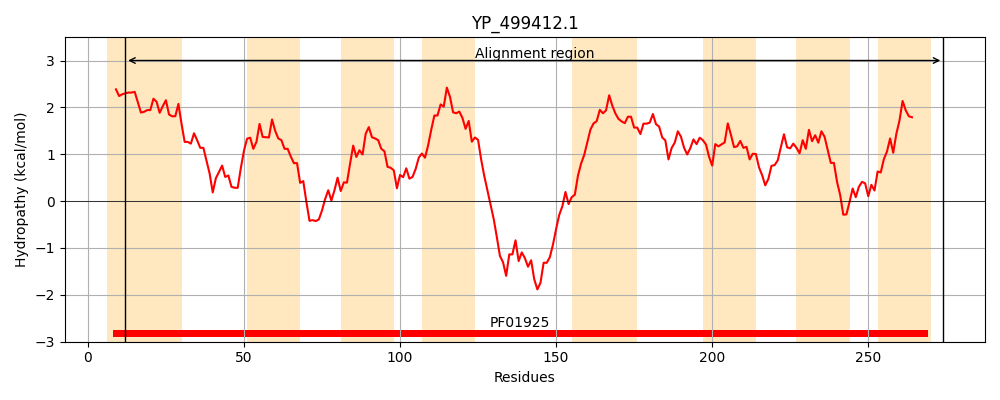 YP_499412.1
Alignment region
3
2
1
0
−1
−2
−3
Hydropathy (kcal/mol)
PF01925
0 50 100 150 200 250
Residues